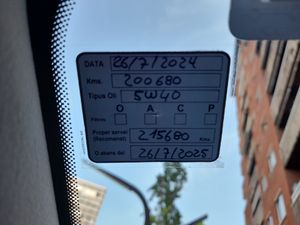 DATA 26/7/2024
Kms. 200680
Tipus Oli 5W40
O A C P
Filtres
Proper servei 215680 Kms
(Recomenat)
O abans del 26/7/2025